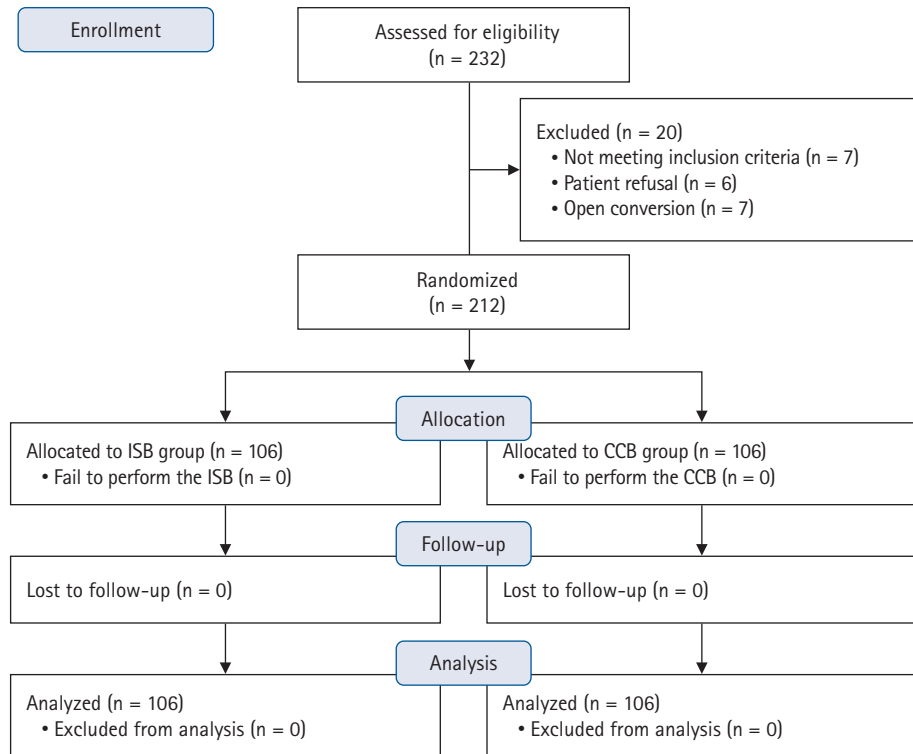 Enrollment
Assessed for eligibility
(n = 232)
Excluded (n = 20)
• Not meeting inclusion criteria (n = 7)
• Patient refusal (n = 6)
• Open conversion (n = 7)
Randomized
(n = 212)
Allocation
Allocated to ISB group (n = 106)
• Fail to perform the ISB (n = 0)
Allocated to CCB group (n = 106)
• Fail to perform the CCB (n = 0)
Follow-up
Lost to follow-up (n = 0)
Lost to follow-up (n = 0)
Analysis
Analyzed (n = 106)
• Excluded from analysis (n = 0)
Analyzed (n = 106)
• Excluded from analysis (n = 0)